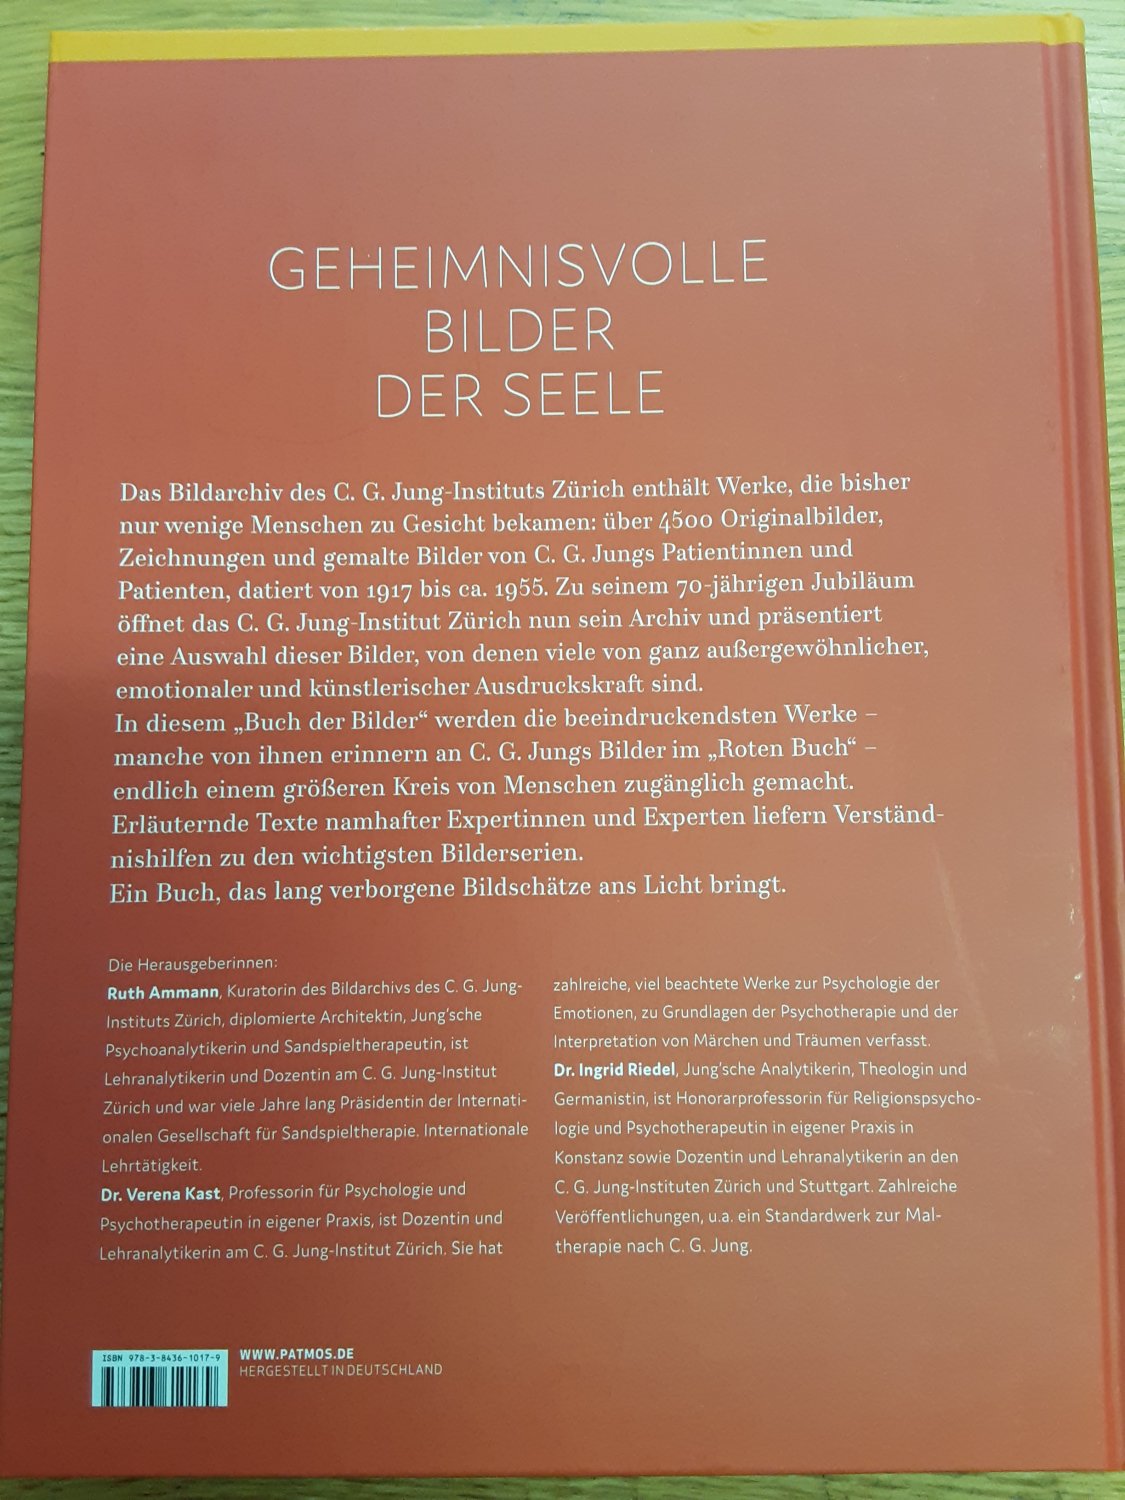 GEHEIMNISVOLLE
BILDER
DER SEELE
Das Bildarchiv des C. G. Jung-Instituts Zürich enthält Werke, die bisher
nur wenige Menschen zu Gesicht bekamen: über 4500 Originalbilder,
Zeichnungen und gemalte Bilder von C. G. Jungs Patientinnen und
Patienten, datiert von 1917 bis ca. 1955. Zu seinem 70-jährigen Jubiläum
öffnet das C. G. Jung-Institut Zürich nun sein Archiv und präsentiert
eine Auswahl dieser Bilder, von denen viele von ganz außergewöhnlicher,
emotionaler und künstlerischer Ausdruckskraft sind.
In diesem „Buch der Bilder“ werden die beeindruckendsten Werke –
manche von ihnen erinnern an C. G. Jungs Bilder im „Roten Buch“ –
endlich einem größeren Kreis von Menschen zugänglich gemacht.
Erläuternde Texte namhafter Expertinnen und Experten liefern Verständ-
nishilfen zu den wichtigsten Bilderserien.
Ein Buch, das lang verborgene Bildschätze ans Licht bringt.
Die Herausgeberinnen:
Ruth Ammann, Kuratorin des Bildarchivs des C. G. Jung-
Instituts Zürich, diplomierte Architektin, Jung'sche
Psychoanalytikerin und Sandspieltherapeutin, ist
Lehranalytikerin und Dozentin am C. G. Jung-Institut
Zürich und war viele Jahre lang Präsidentin der Internati-
onalen Gesellschaft für Sandspieltherapie. Internationale
Lehrtätigkeit.
Dr. Verena Kast, Professorin für Psychologie und
Psychotherapeutin in eigener Praxis, ist Dozentin und
Lehranalytikerin am C. G. Jung-Institut Zürich. Sie hat
zahlreiche, viel beachtete Werke zur Psychologie der
Emotionen, zu Grundlagen der Psychotherapie und der
Interpretation von Märchen und Träumen verfasst.
Dr. Ingrid Riedel, Jung'sche Analytikerin, Theologin und
Germanistin, ist Honorarprofessorin für Religionspsycho-
logie und Psychotherapeutin in eigener Praxis in
Konstanz sowie Dozentin und Lehranalytikerin an den
C. G. Jung-Instituten Zürich und Stuttgart. Zahlreiche
Veröffentlichungen, u.a. ein Standardwerk zur Mal-
therapie nach C. G. Jung.
ISBN 978-3-8436-1017-9
WWW.PATMOS.DE
HERGESTELLT IN DEUTSCHLAND